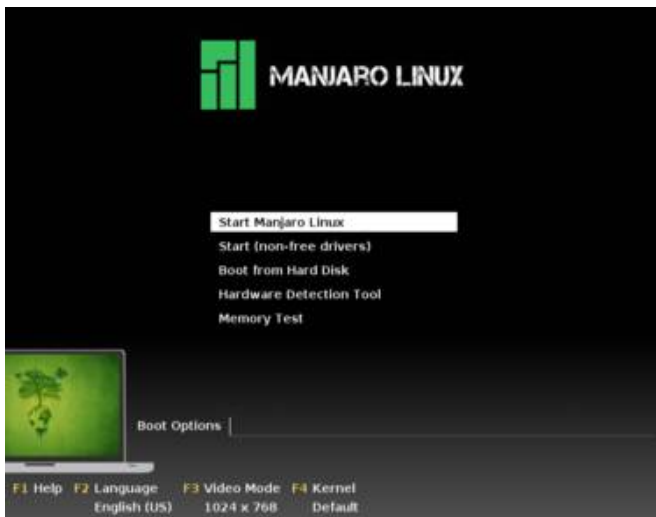 MANJARO LINUX
Start Manjaro Linux
Start (non-free drivers)
Boot from Hard Disk
Hardware Detection Tool
Memory Test
Boot Options
F1 Help F2 Language F3 Video Mode F4 Kernel
English (US) 1024 x 768 Default